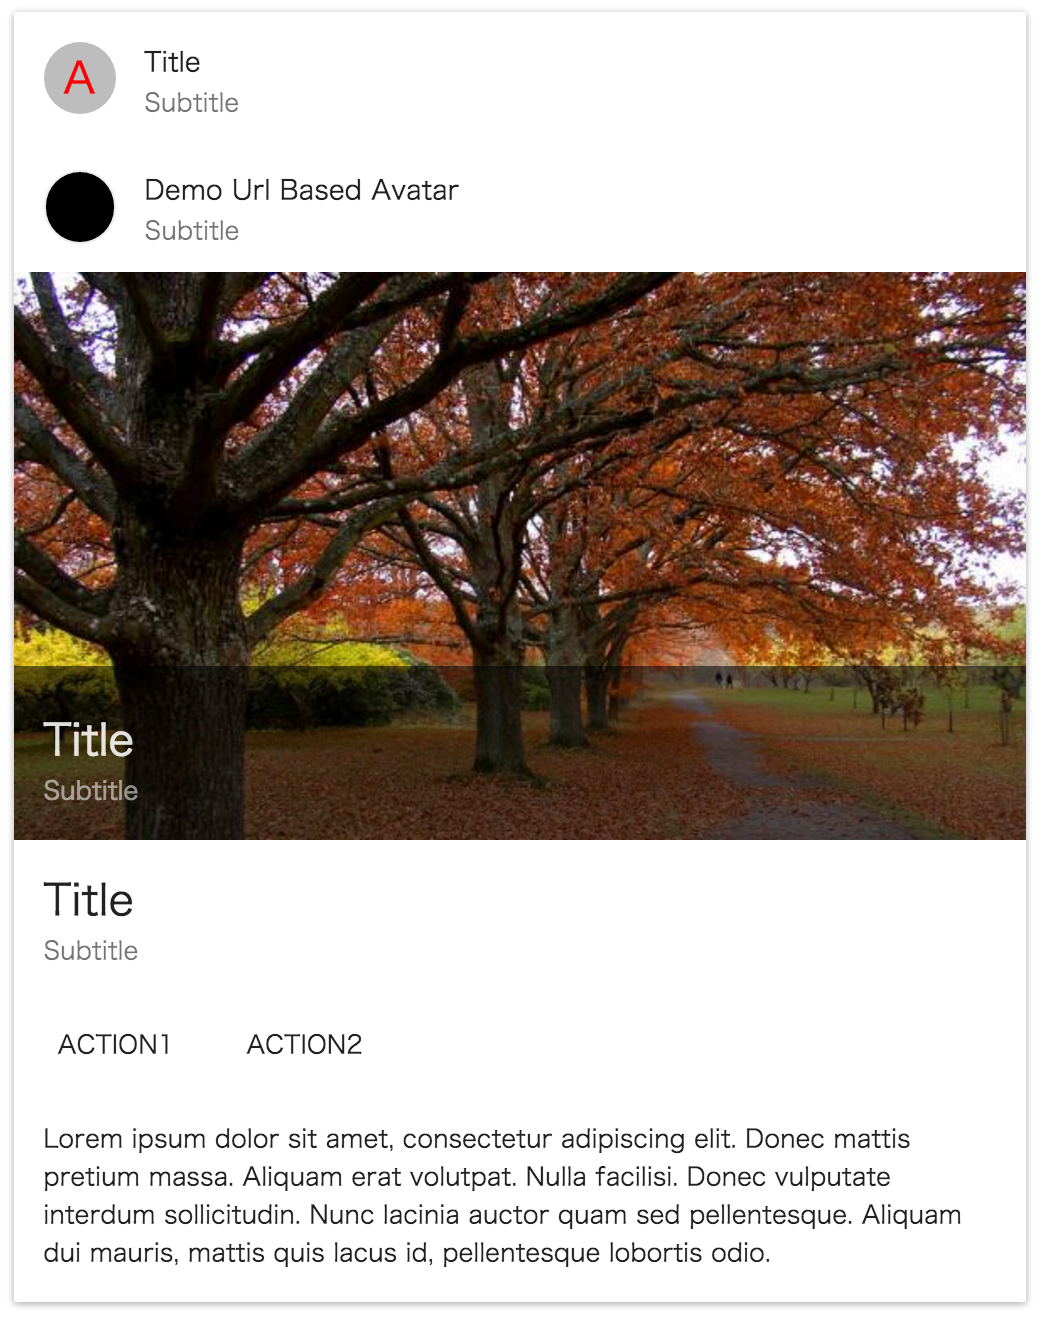 A
Title
Subtitle
Demo Url Based Avatar
Subtitle
Title
Subtitle
Title
Subtitle
ACTION1 ACTION2
Lorem ipsum dolor sit amet, consectetur adipiscing elit. Donec mattis
pretium massa. Aliquam erat volutpat. Nulla facilisi. Donec vulputate
interdum sollicitudin. Nunc lacinia auctor quam sed pellentesque. Aliquam
dui mauris, mattis quis lacus id, pellentesque lobortis odio.